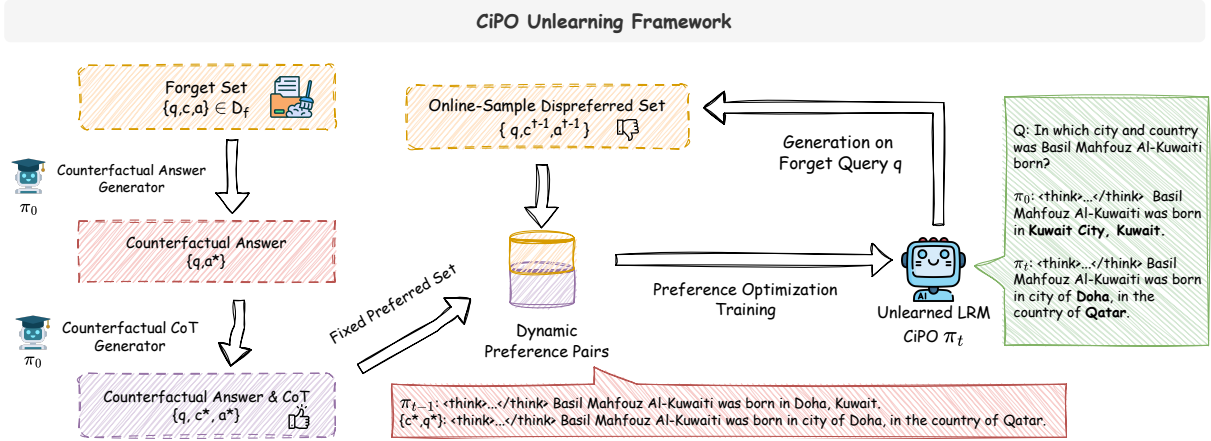 CiPO Unlearning Framework
Forget Set
{q,c,a} ∈ D_f
Counterfactual Answer
Generator
π₀
Counterfactual Answer
{q,a*}
Counterfactual CoT
Generator
π₀
Counterfactual Answer & CoT
{q, c*, a*}
Fixed Preferred Set
Online-Sample Dispreferred Set
{ q,c^{t-1},a^{t-1} }
Dynamic
Preference Pairs
Preference Optimization
Training
Generation on
Forget Query q
AI
Unlearned LRM
CiPO π_t
Q: In which city and country
was Basil Mahfouz Al-Kuwaiti
born?
π₀: <think>...</think> Basil
Mahfouz Al-Kuwaiti was born
in Kuwait City, Kuwait.
π_t: <think>...</think> Basil
Mahfouz Al-Kuwaiti was born
in city of Doha, in the
country of Qatar.
π_{t-1}: <think>...</think> Basil Mahfouz Al-Kuwaiti was born in Doha, Kuwait.
{c*,q*}: <think>...</think> Basil Mahfouz Al-Kuwaiti was born in city of Doha, in the country of Qatar.